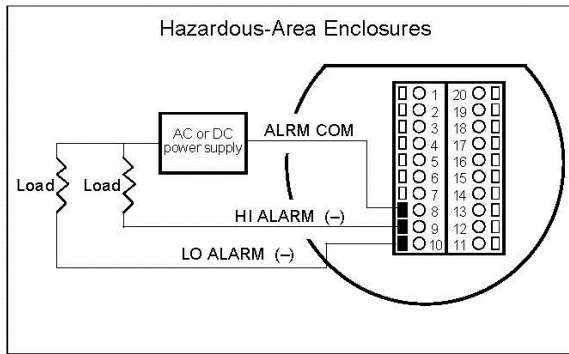 Hazardous-Area Enclosures
AC or DC
power supply
ALRM COM
Load
Load
HI ALARM (–)
LO ALARM (–)
1 20
2 19
3 18
4 17
5 16
6 15
7 14
8 13
9 12
10 11